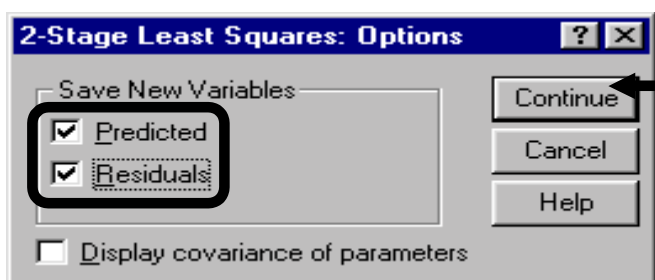 2-Stage Least Squares: Options
Save New Variables
Predicted
Residuals
Display covariance of parameters
Continue
Cancel
Help